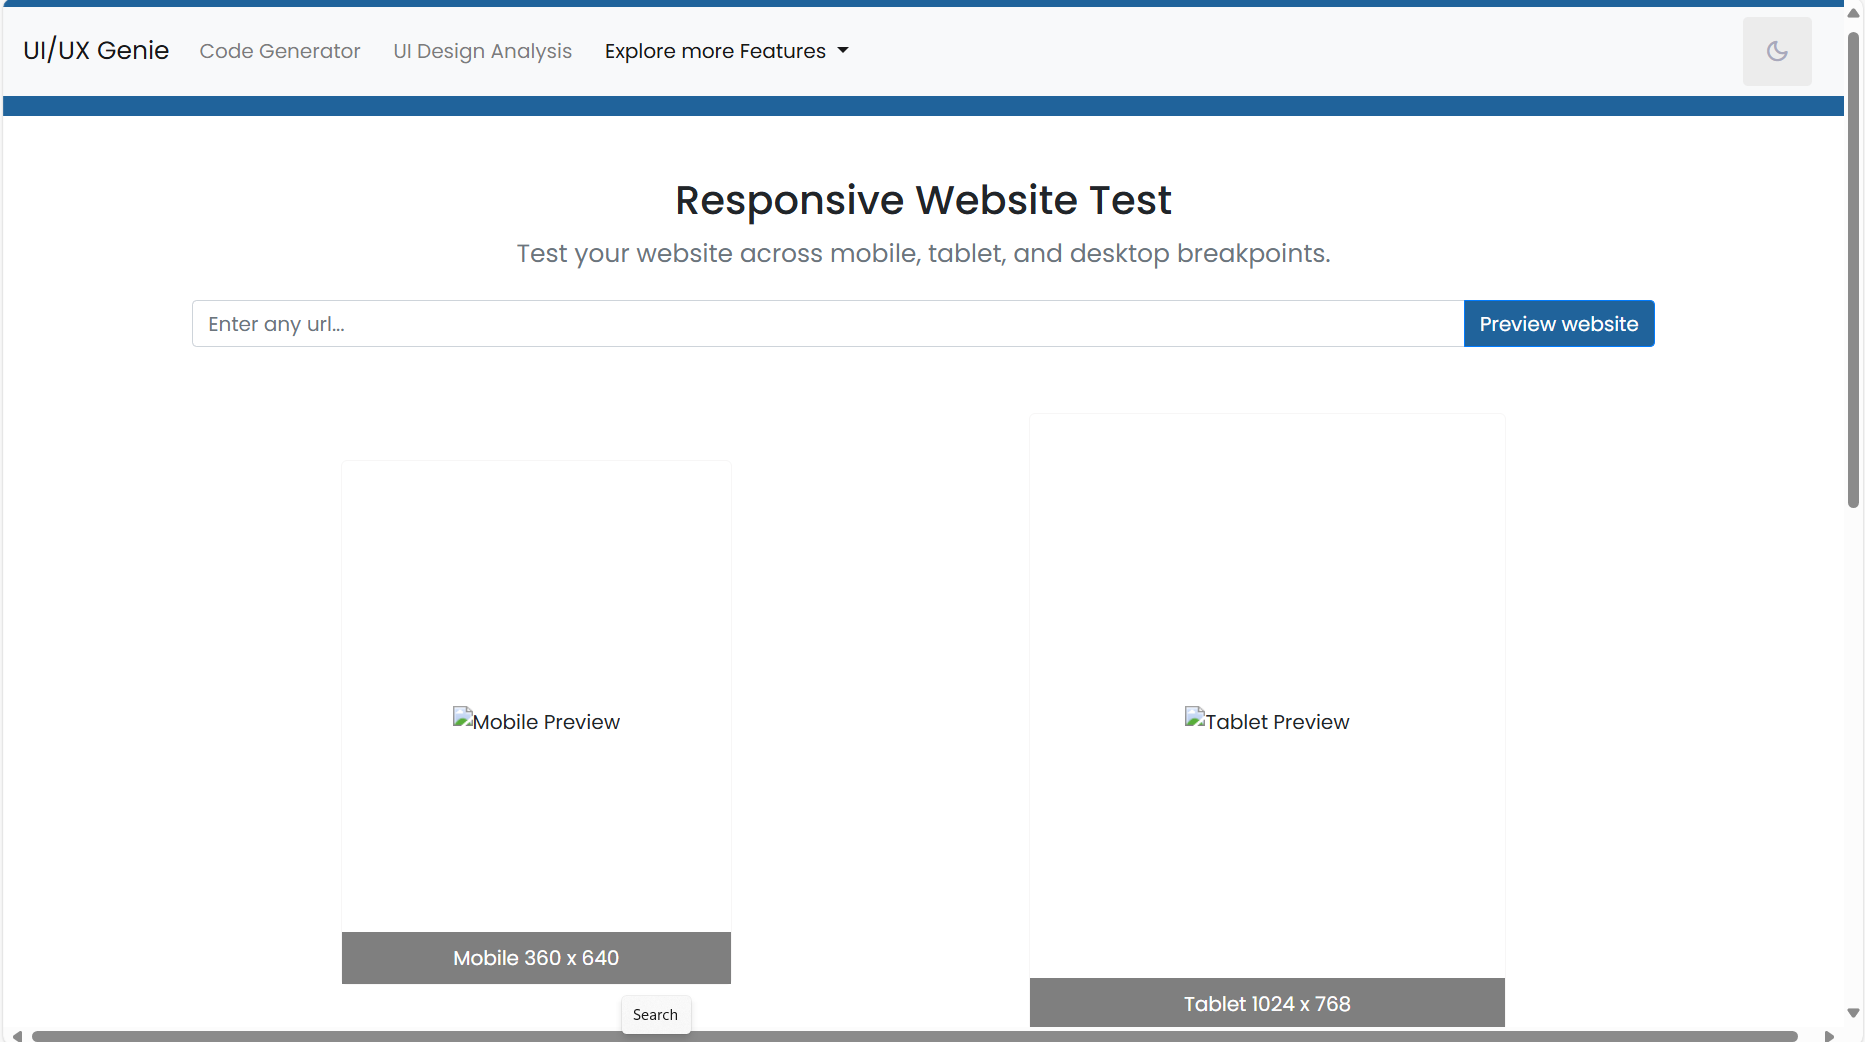 UI/UX Genie Code Generator UI Design Analysis Explore more Features
Responsive Website Test
Test your website across mobile, tablet, and desktop breakpoints.
Enter any url... Preview website
Mobile Preview Tablet Preview
Mobile 360 x 640
Tablet 1024 x 768
Search